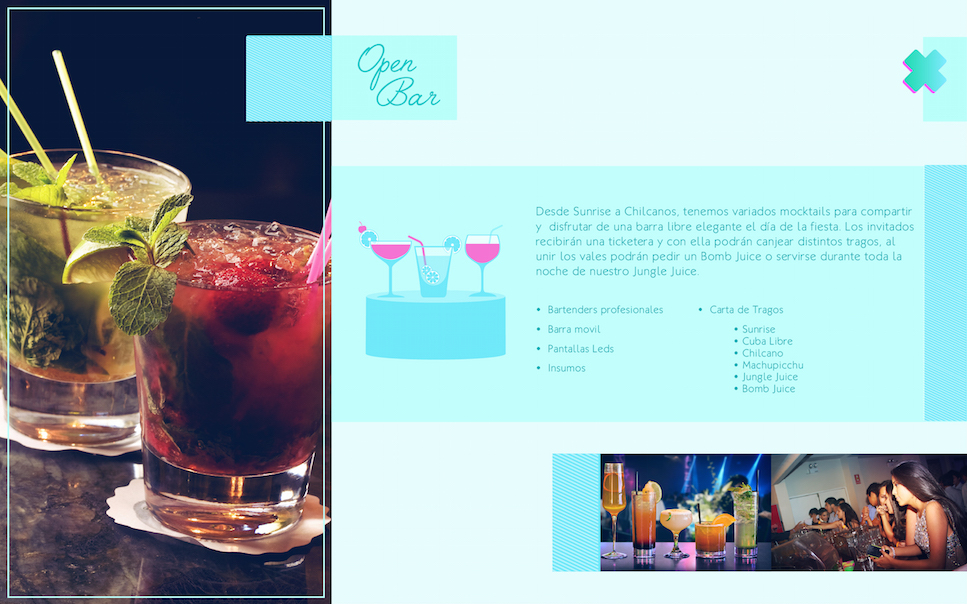 Open
Bar
Desde Sunrise a Chilcanos, tenemos variados mocktails para compartir
y disfrutar de una barra libre elegante el día de la fiesta. Los invitados
recibirán una ticketera y con ella podrán canjear distintos tragos, al
unir los vales podrán pedir un Bomb Juice o servirse durante toda la
noche de nuestro Jungle Juice.
• Bartenders profesionales
• Barra movil
• Pantallas Leds
• Insumos
• Carta de Tragos
• Sunrise
• Cuba Libre
• Chilcano
• Machupicchu
• Jungle Juice
• Bomb Juice